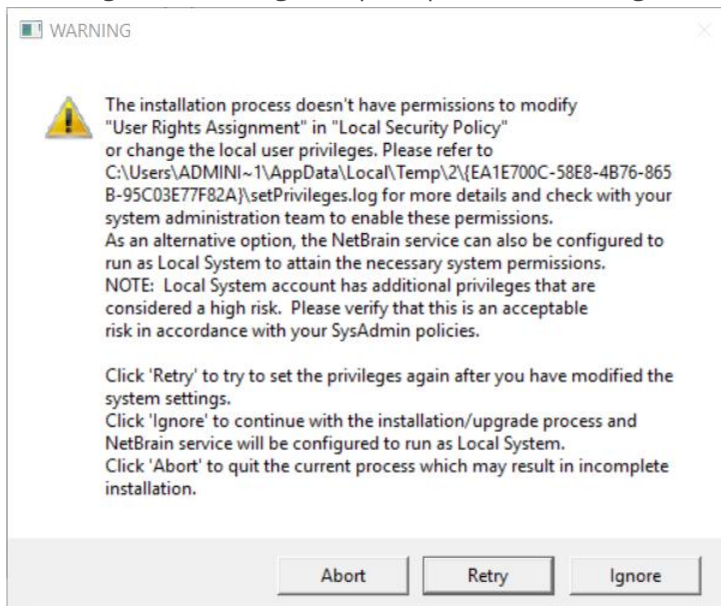 WARNING
The installation process doesn't have permissions to modify
"User Rights Assignment" in "Local Security Policy"
or change the local user privileges. Please refer to
C:\Users\ADMINI~1\AppData\Local\Temp\2\{EA1E700C-58E8-4B76-865
B-95C03E77F82A}\setPrivileges.log for more details and check with your
system administration team to enable these permissions.
As an alternative option, the NetBrain service can also be configured to
run as Local System to attain the necessary system permissions.
NOTE:  Local System account has additional privileges that are
considered a high risk.  Please verify that this is an acceptable
risk in accordance with your SysAdmin policies.
Click 'Retry' to try to set the privileges again after you have modified the
system settings.
Click 'Ignore' to continue with the installation/upgrade process and
NetBrain service will be configured to run as Local System.
Click 'Abort' to quit the current process which may result in incomplete
installation.
Abort
Retry
Ignore